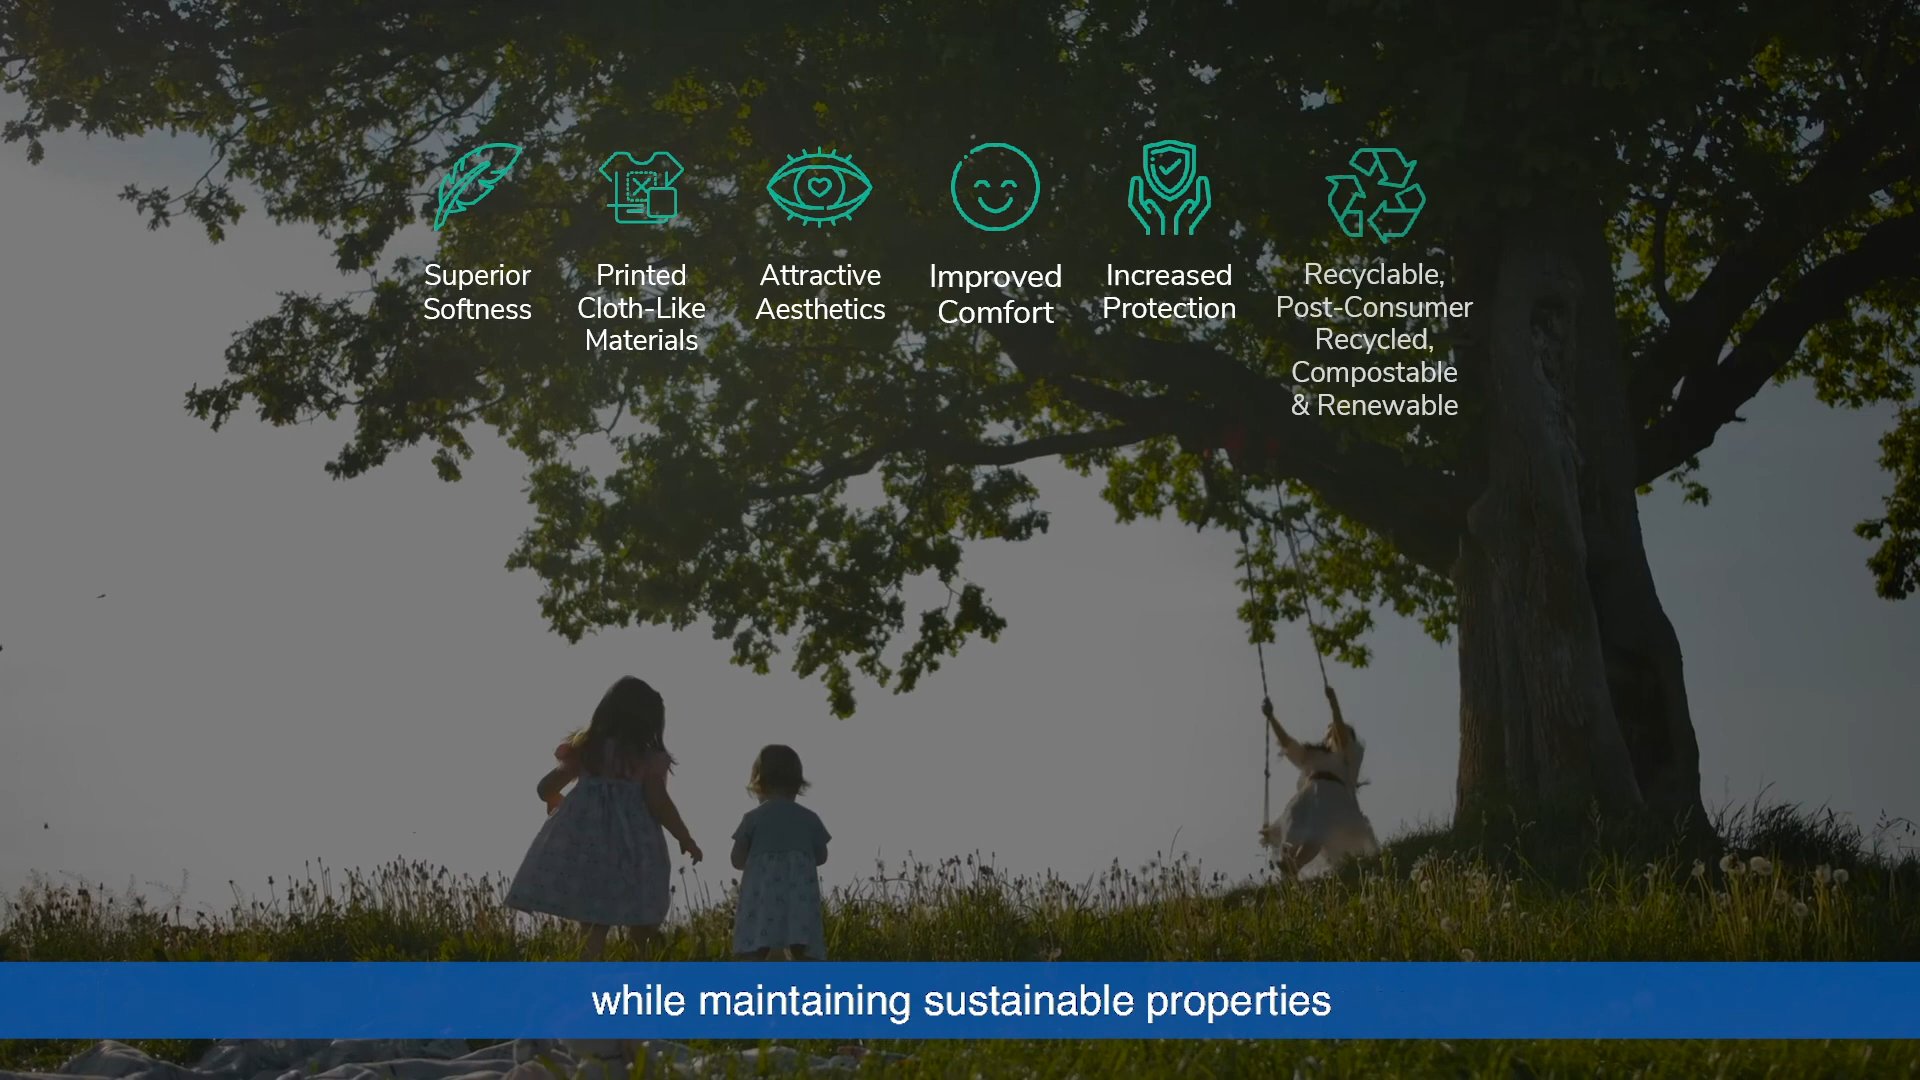 Superior
Softness
Printed
Cloth-Like
Materials
Attractive
Aesthetics
Improved
Comfort
Increased
Protection
Recyclable,
Post-Consumer
Recycled,
Compostable
& Renewable
while maintaining sustainable properties